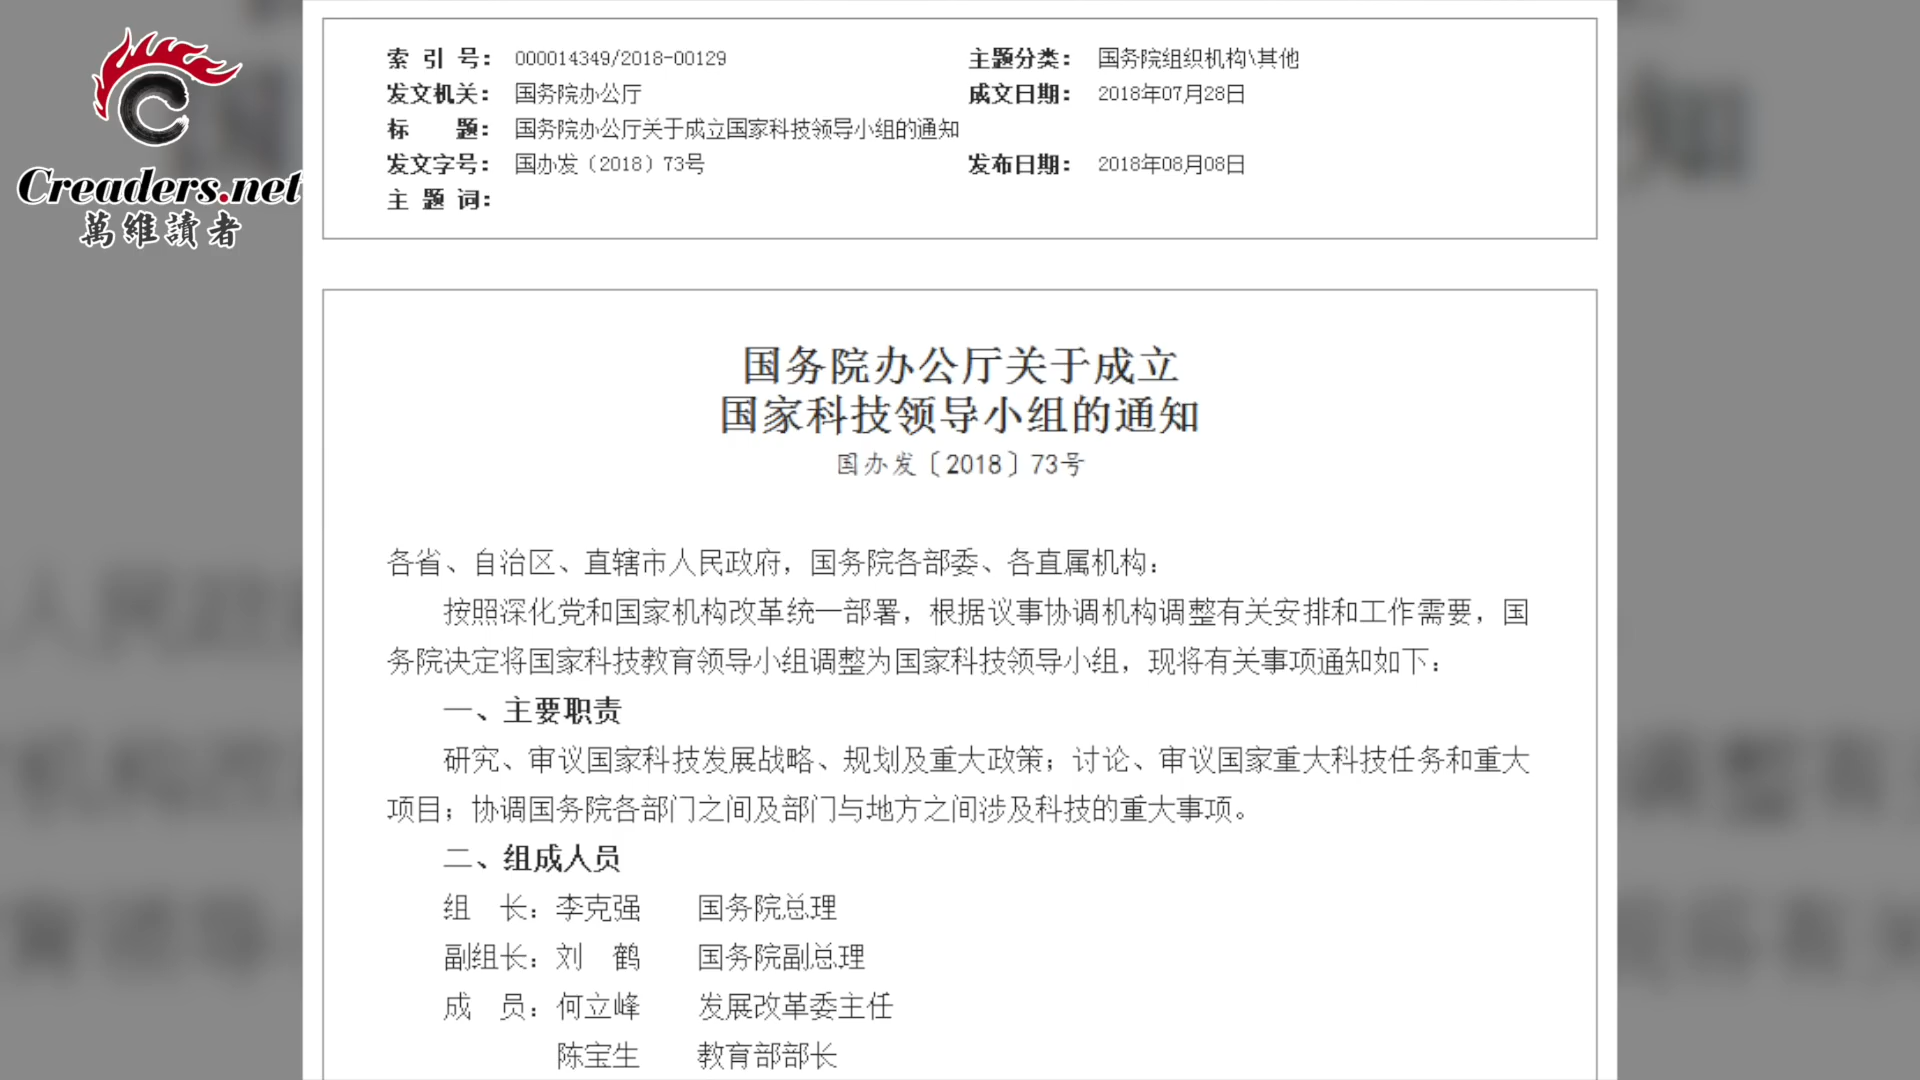 Creaders.net
萬維讀者
索 引 号： 000014349/2018-00129 主题分类： 国务院组织机构\其他
发文机关： 国务院办公厅 成文日期： 2018年07月28日
标 题： 国务院办公厅关于成立国家科技领导小组的通知
发文字号： 国办发〔2018〕73号 发布日期： 2018年08月08日
主 题 词：
国务院办公厅关于成立
国家科技领导小组的通知
国办发〔2018〕73号
各省、自治区、直辖市人民政府，国务院各部委、各直属机构：
按照深化党和国家机构改革统一部署，根据议事协调机构调整有关安排和工作需要，国
务院决定将国家科技教育领导小组调整为国家科技领导小组，现将有关事项通知如下：
一、主要职责
研究、审议国家科技发展战略、规划及重大政策；讨论、审议国家重大科技任务和重大
项目；协调国务院各部门之间及部门与地方之间涉及科技的重大事项。
二、组成人员
组 长：李克强 国务院总理
副组长：刘 鹤 国务院副总理
成 员：何立峰 发展改革委主任
陈宝生 教育部部长